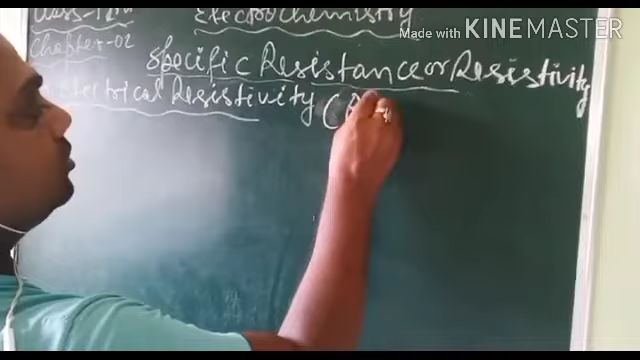 Class-12th
Electrochemistry
Made with KINEMASTER
Chapter-02
Specific Resistance or Resistivity
Electrical Resistivity (